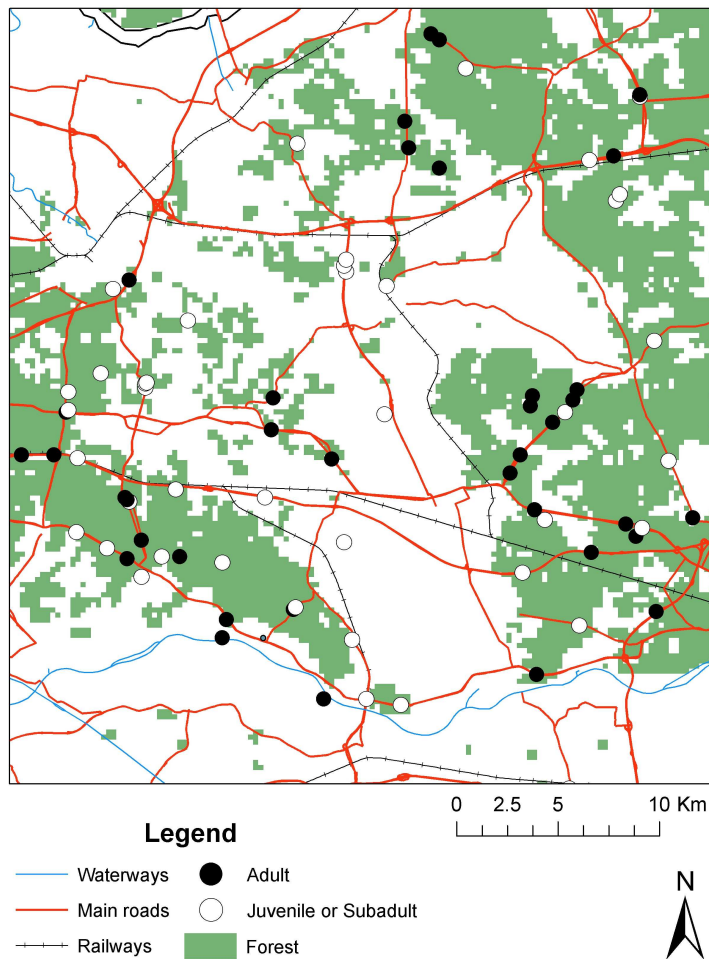 0 2.5 5 10 Km
Legend
Waterways Adult
Main roads Juvenile or Subadult
Railways Forest
N